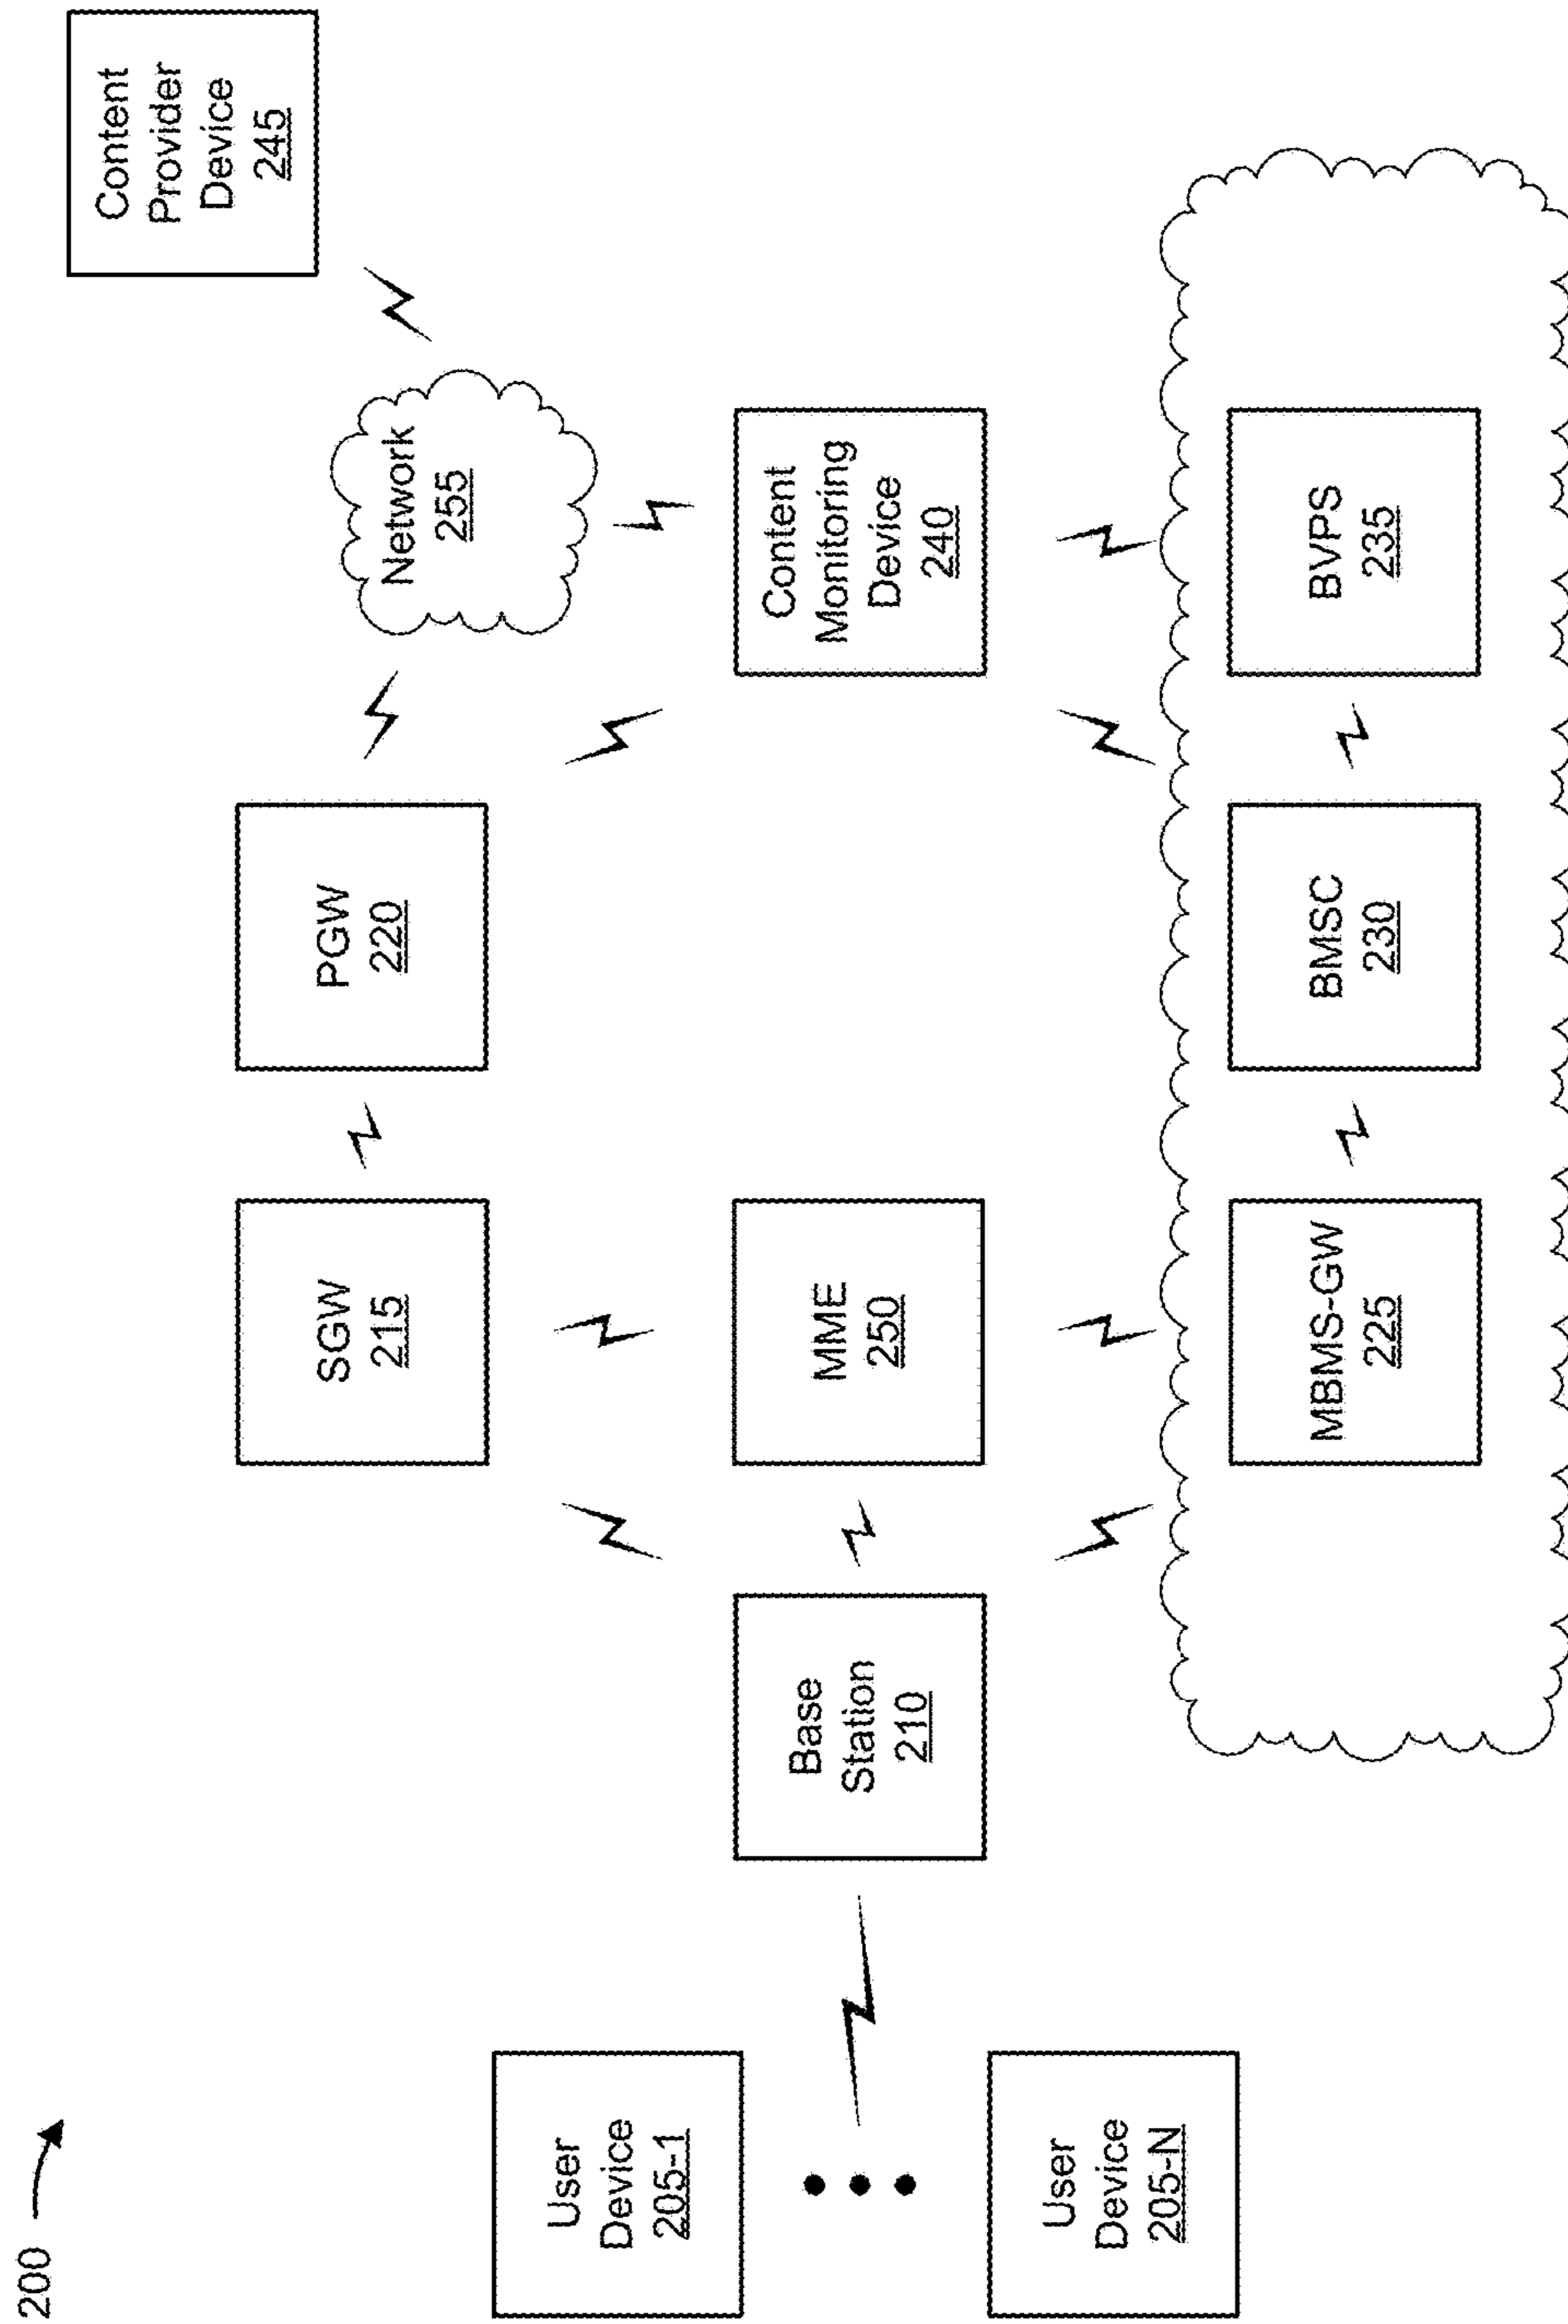 200
Content
Provider
Device
245
Network
255
SGW
215
PGW
220
User
Device
205-1
User
Device
205-N
Base
Station
210
MME
250
Content
Monitoring
Device
240
MBMS-GW
225
BMSC
230
BVPS
235